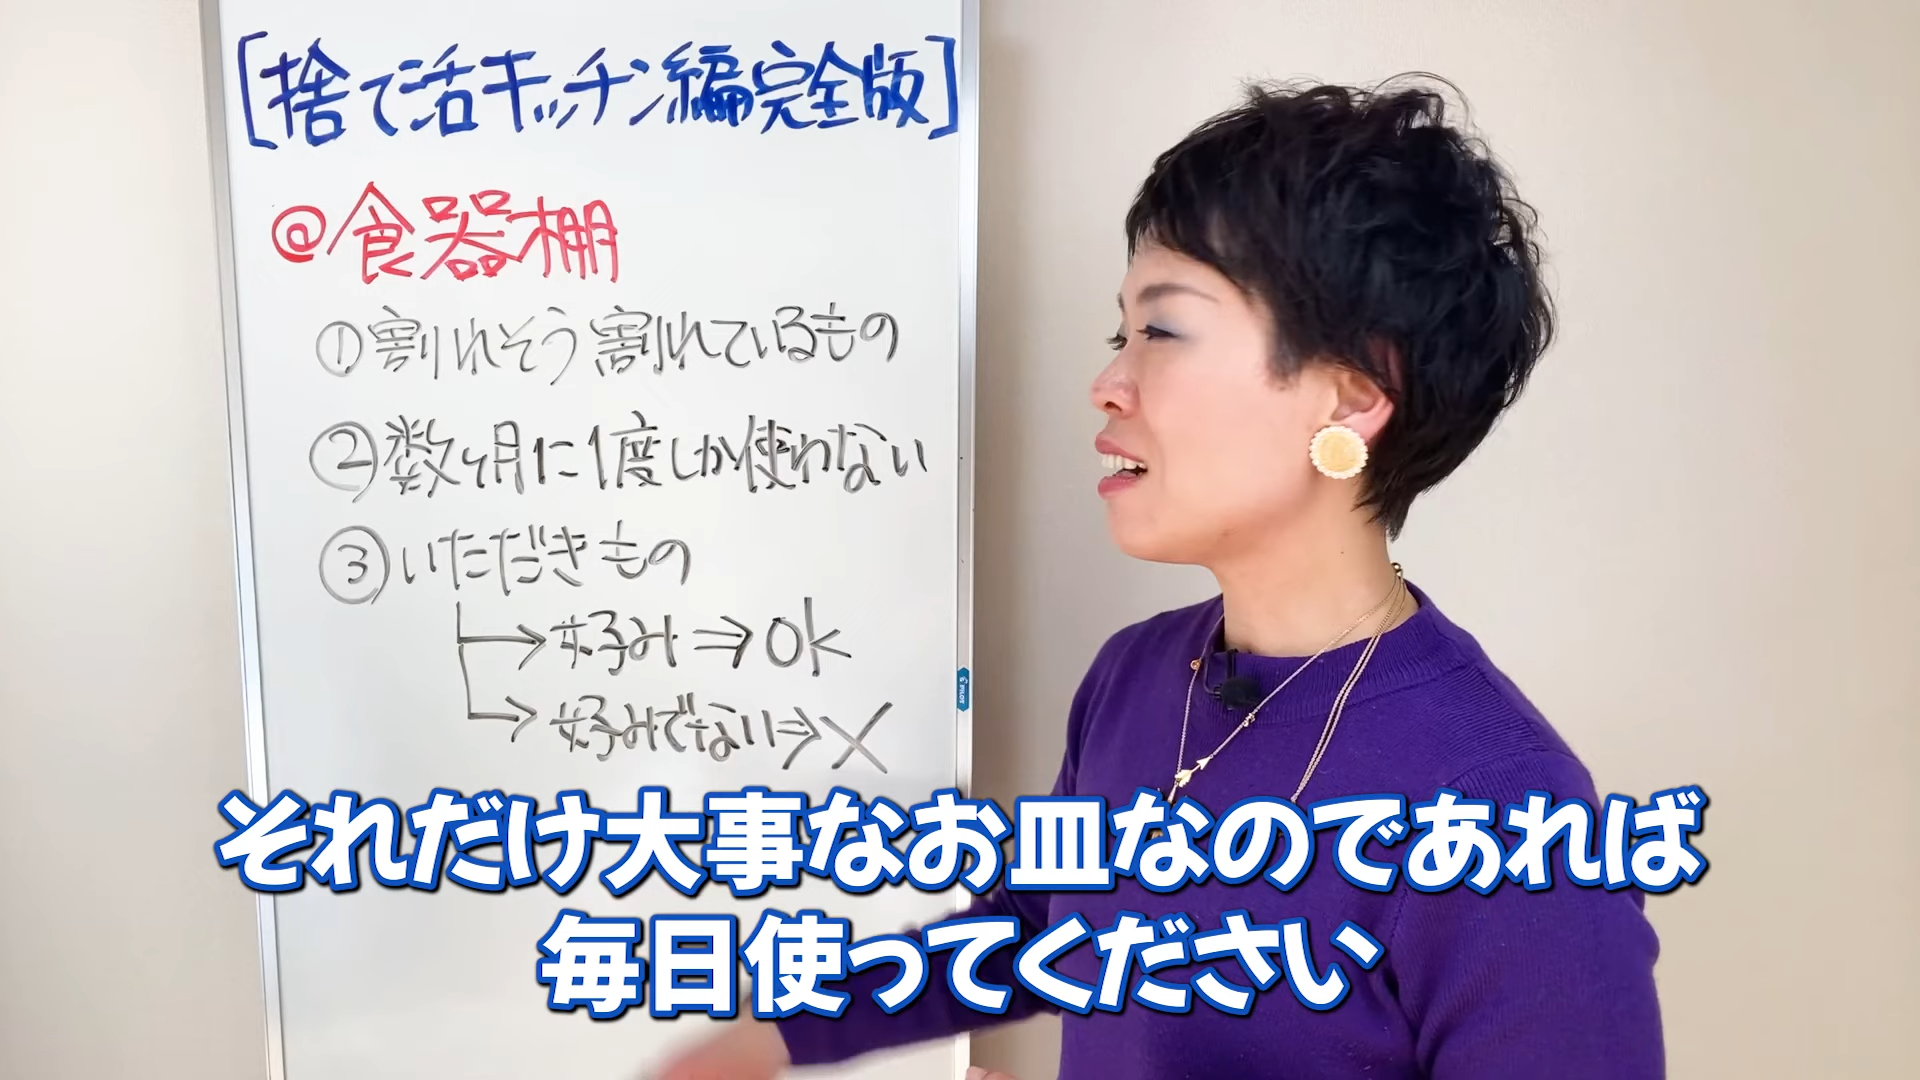 [捨て活キッチン編完全版]
@食器棚
①割れそう割れているもの
②数ヶ月に1度しか使わない
③いただきもの
→好み⇒OK
→好みでない⇒X
PILOT
それだけ大事なお皿なのであれば
毎日使ってください